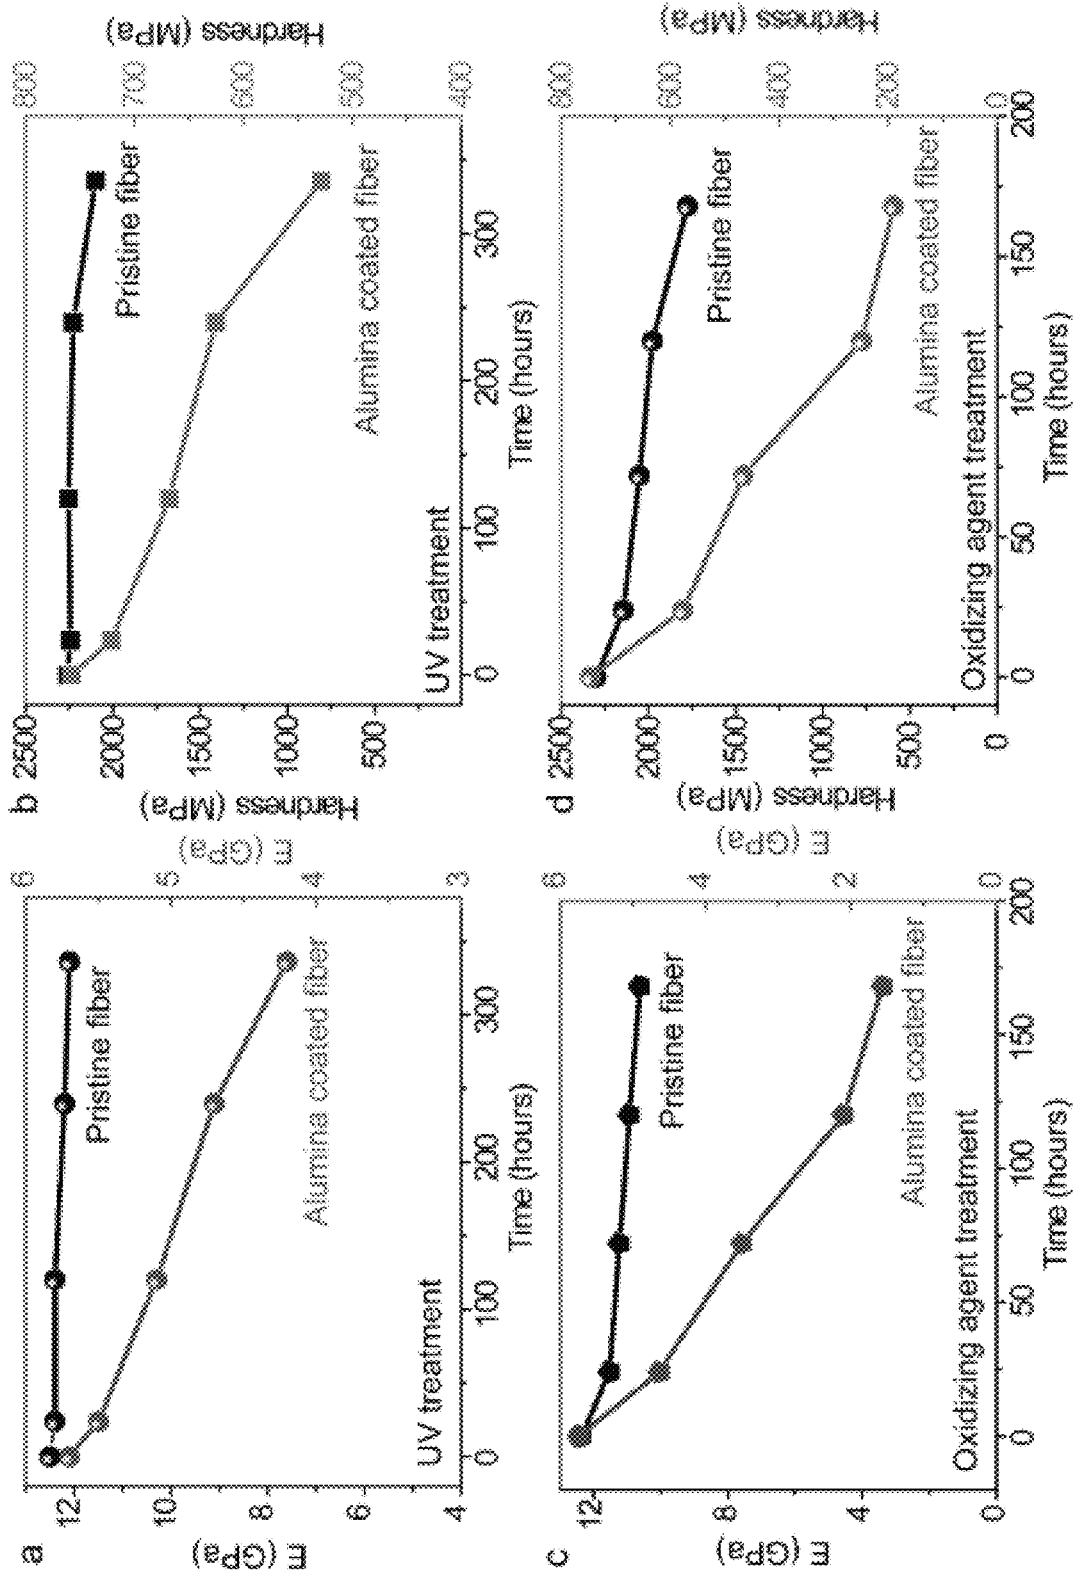 a
E (GPa)
12
10
8
6
4
Pristine fiber
Alumina coated fiber
UV treatment
0
100
200
300
Time (hours)
6
5
4
3
E (GPa)
b
Hardness (MPa)
2500
2000
1500
1000
500
Pristine fiber
Alumina coated fiber
UV treatment
0
100
200
300
Time (hours)
800
700
600
500
400
Hardness (MPa)
c
E (GPa)
12
8
4
0
Pristine fiber
Alumina coated fiber
Oxidizing agent treatment
0
50
100
150
200
Time (hours)
6
4
2
0
E (GPa)
d
Hardness (MPa)
2500
2000
1500
1000
500
0
Pristine fiber
Alumina coated fiber
Oxidizing agent treatment
0
50
100
150
200
Time (hours)
800
600
400
200
0
Hardness (MPa)